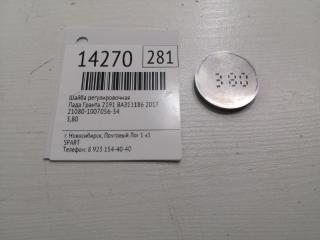 14270 281
Шайба регулировочная
Лада Гранта 2191 ВАЗ11186 2017
21080-1007056-34
3,80
г. Новосибирск, Почтовый Лог 1 к3
SPART
Телефон: 8 923 154-40-40
380